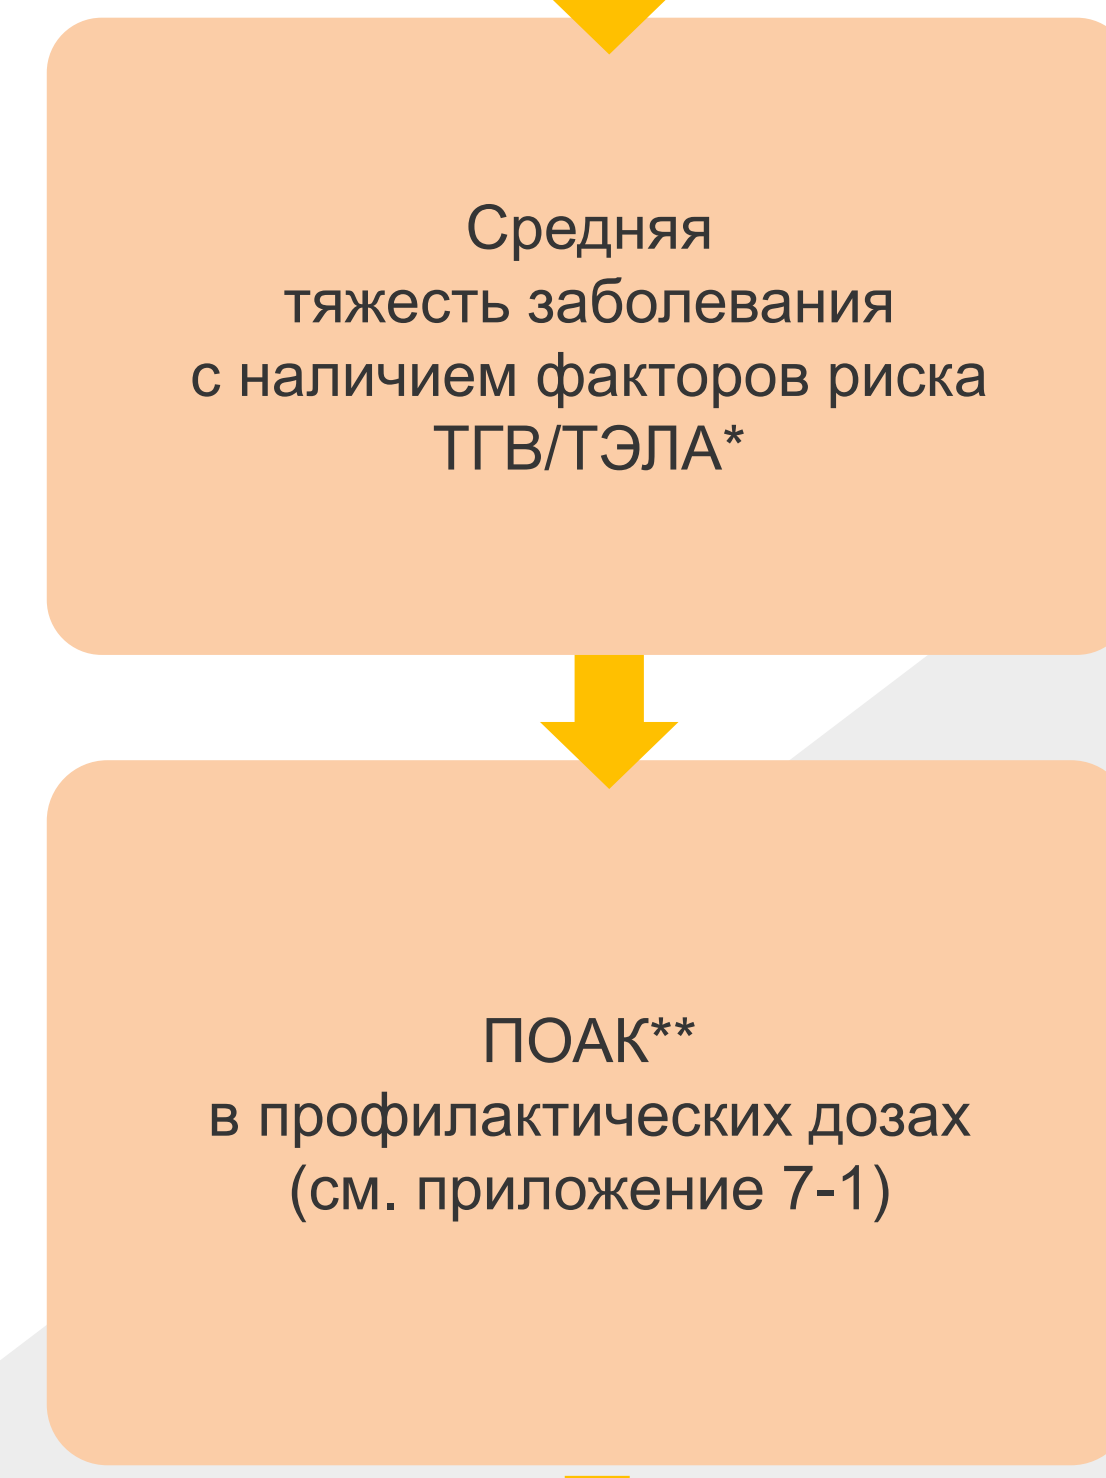 Средняя
тяжесть заболевания
с наличием факторов риска
ТГВ/ТЭЛА*
ПОАК**
в профилактических дозах
(см. приложение 7-1)